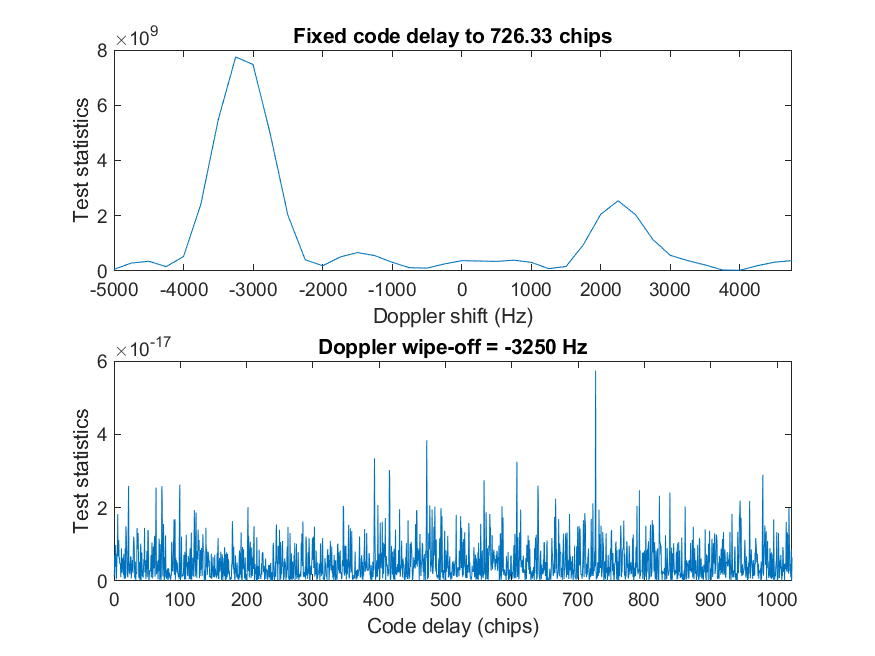 Fixed code delay to 726.33 chips
×10^9
8
6
4
2
0
Test statistics
-5000 -4000 -3000 -2000 -1000 0 1000 2000 3000 4000
Doppler shift (Hz)
Doppler wipe-off = -3250 Hz
×10^-17
6
4
2
0
Test statistics
0 100 200 300 400 500 600 700 800 900 1000
Code delay (chips)